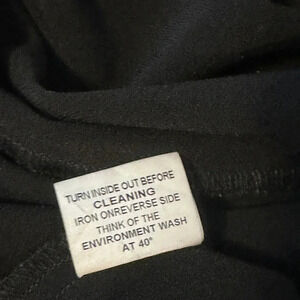 TURN INSIDE OUT BEFORE
CLEANING
IRON ONREVERSE SIDE
THINK OF THE
ENVIRONMENT WASH
AT 40°